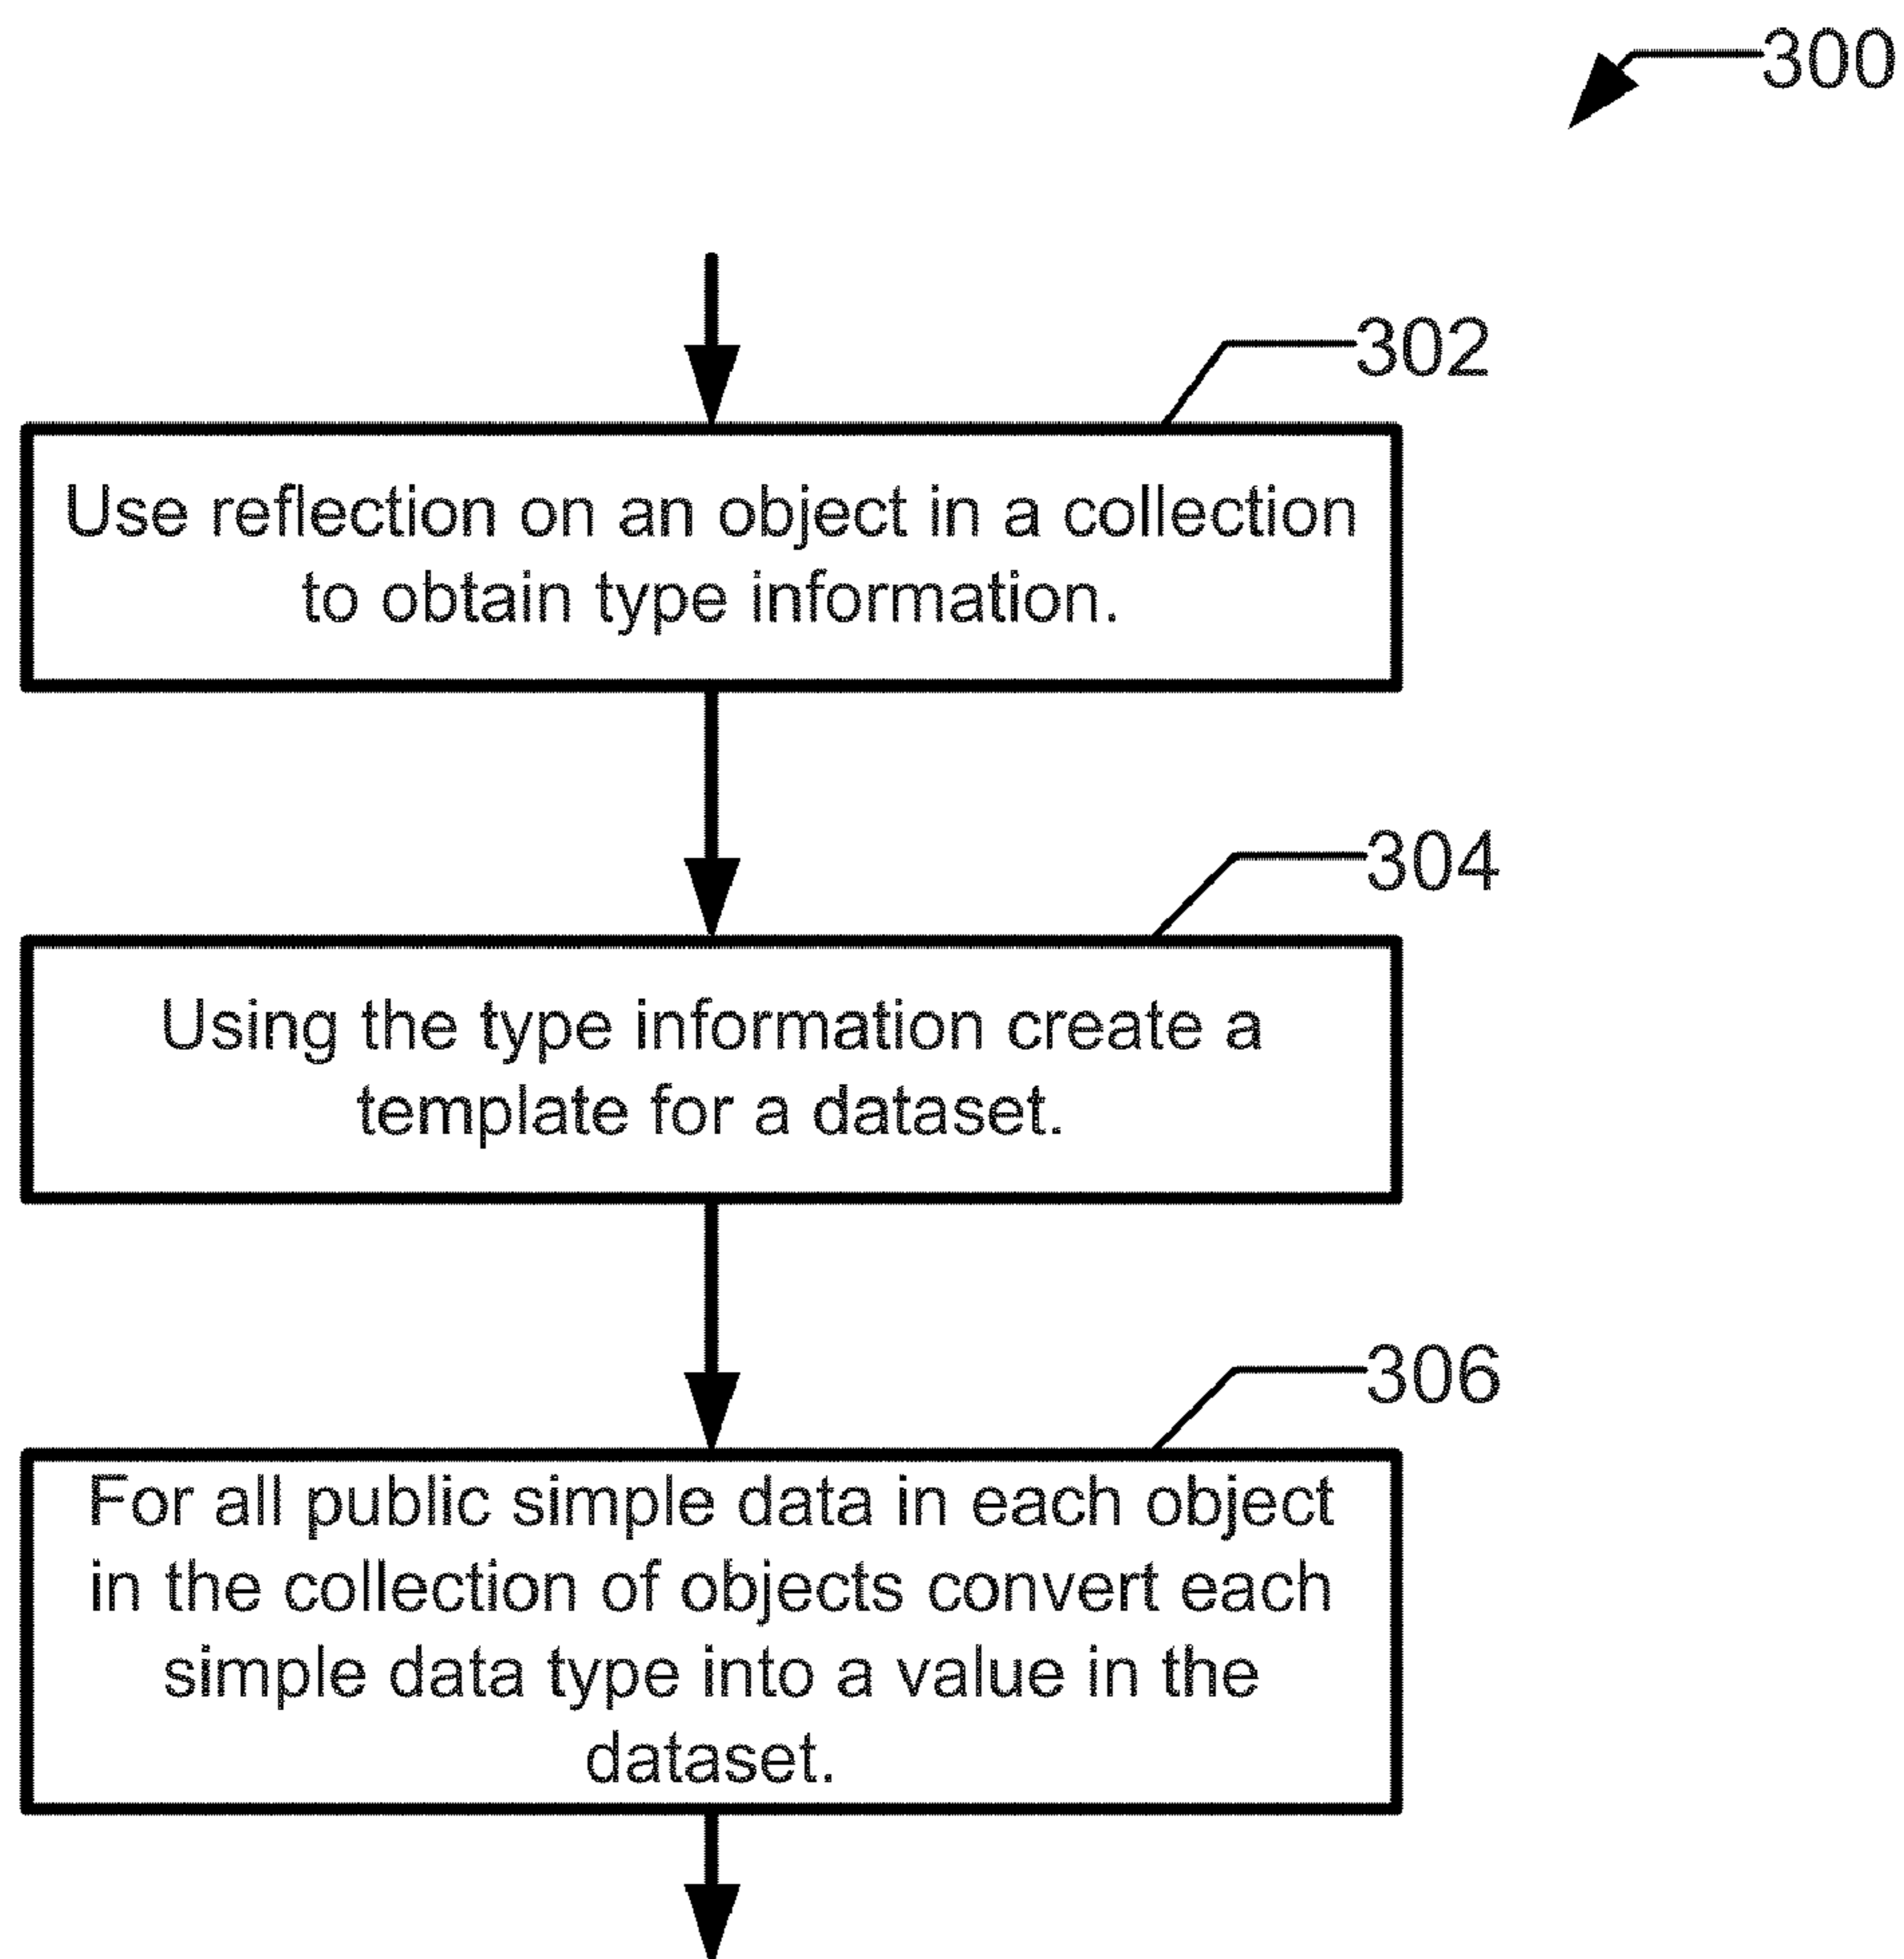 300
302
Use reflection on an object in a collection
to obtain type information.
304
Using the type information create a
template for a dataset.
306
For all public simple data in each object
in the collection of objects convert each
simple data type into a value in the
dataset.